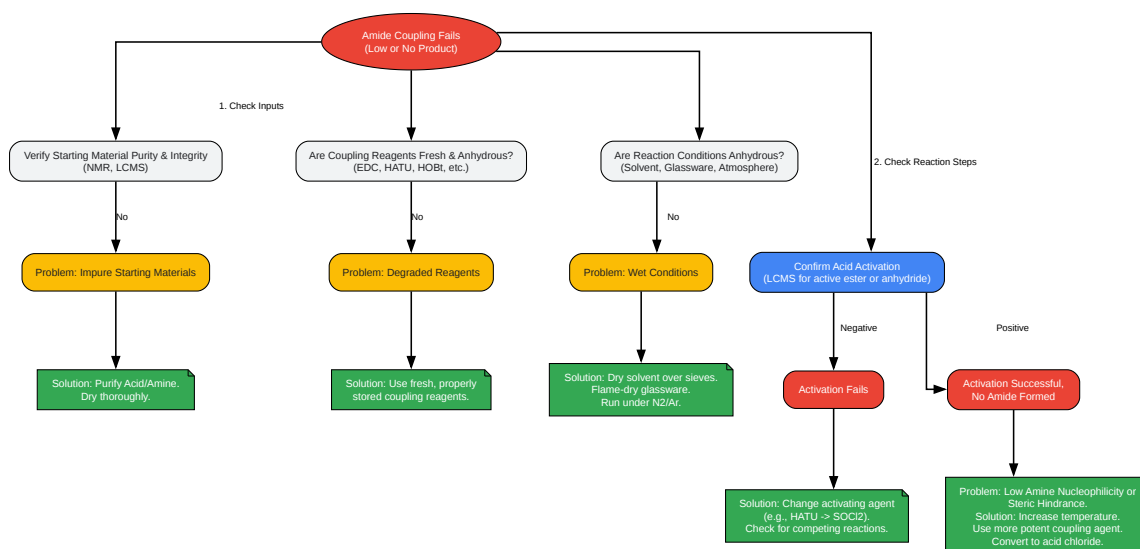 Amide Coupling Fails
(Low or No Product)
1. Check Inputs
Verify Starting Material Purity & Integrity
(NMR, LCMS)
Are Coupling Reagents Fresh & Anhydrous?
(EDC, HATU, HOBt, etc.)
Are Reaction Conditions Anhydrous?
(Solvent, Glassware, Atmosphere)
2. Check Reaction Steps
No
No
No
Problem: Impure Starting Materials
Problem: Degraded Reagents
Problem: Wet Conditions
Confirm Acid Activation
(LCMS for active ester or anhydride)
Negative
Positive
Solution: Purify Acid/Amine.
Dry thoroughly.
Solution: Use fresh, properly
stored coupling reagents.
Solution: Dry solvent over sieves.
Flame-dry glassware.
Run under N2/Ar.
Activation Fails
Activation Successful,
No Amide Formed
Solution: Change activating agent
(e.g., HATU -> SOCl2).
Check for competing reactions.
Problem: Low Amine Nucleophilicity or
Steric Hindrance.
Solution: Increase temperature.
Use more potent coupling agent.
Convert to acid chloride.